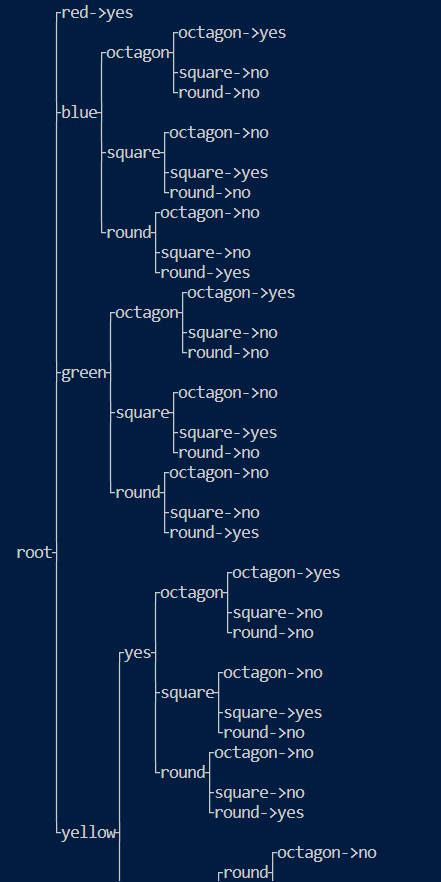 red->yes
octagon->yes
octagon
square->no
round->no
blue
octagon->no
square
square->yes
round->no
octagon->no
round
square->no
round->yes
octagon->yes
octagon
square->no
round->no
green
octagon->no
square
square->yes
round->no
octagon->no
round
square->no
round->yes
root
octagon->yes
octagon
square->no
round->no
yes
octagon->no
square
square->yes
round->no
octagon->no
round
square->no
round->yes
yellow
octagon->no
round